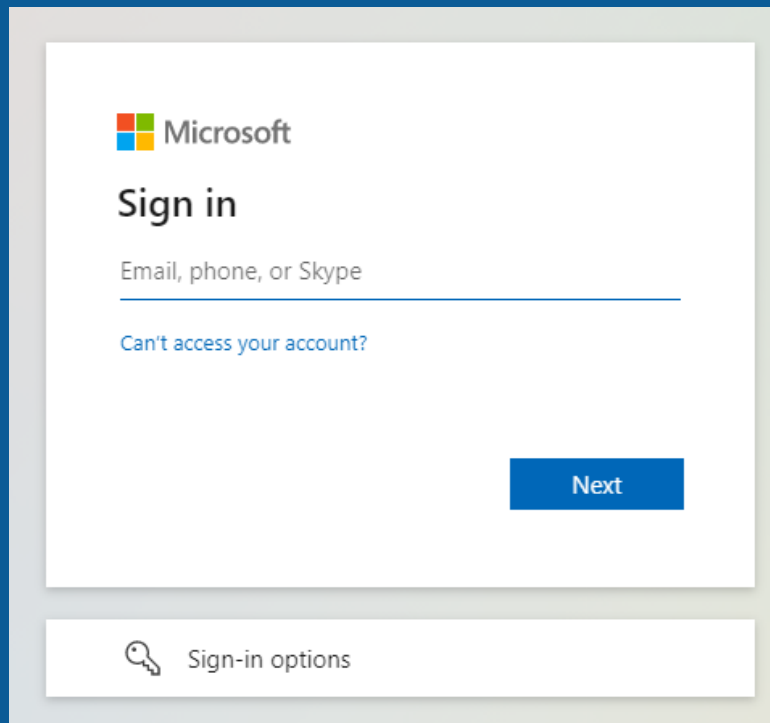 Microsoft
Sign in
Email, phone, or Skype
Can't access your account?
Next
Sign-in options